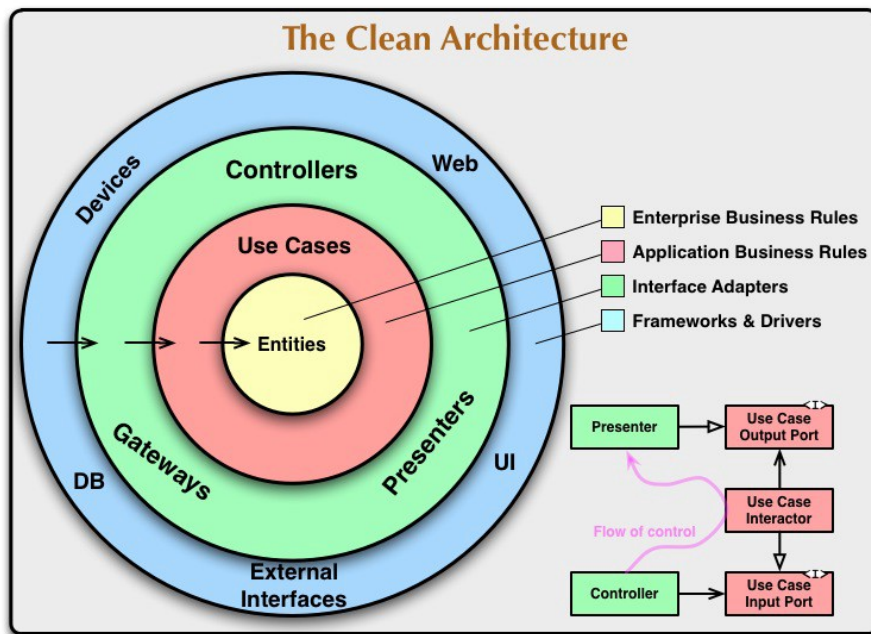 The Clean Architecture
Devices
Web
Controllers
Use Cases
Entities
Gateways
Presenters
DB
UI
External
Interfaces
Enterprise Business Rules
Application Business Rules
Interface Adapters
Frameworks & Drivers
Presenter
<I>
Use Case
Output Port
Flow of control
Use Case
Interactor
Controller
<I>
Use Case
Input Port